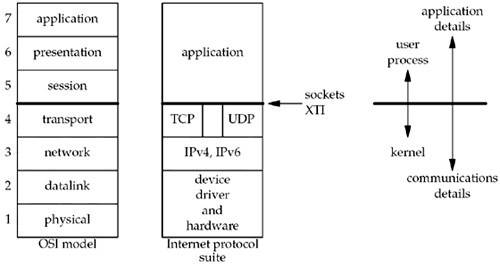 7 application
6 presentation
5 session
4 transport
3 network
2 datalink
1 physical
OSI model
application
TCP UDP
IPv4, IPv6
device
driver
and
hardware
Internet protocol
suite
sockets
XTI
user
process
kernel
application
details
communications
details